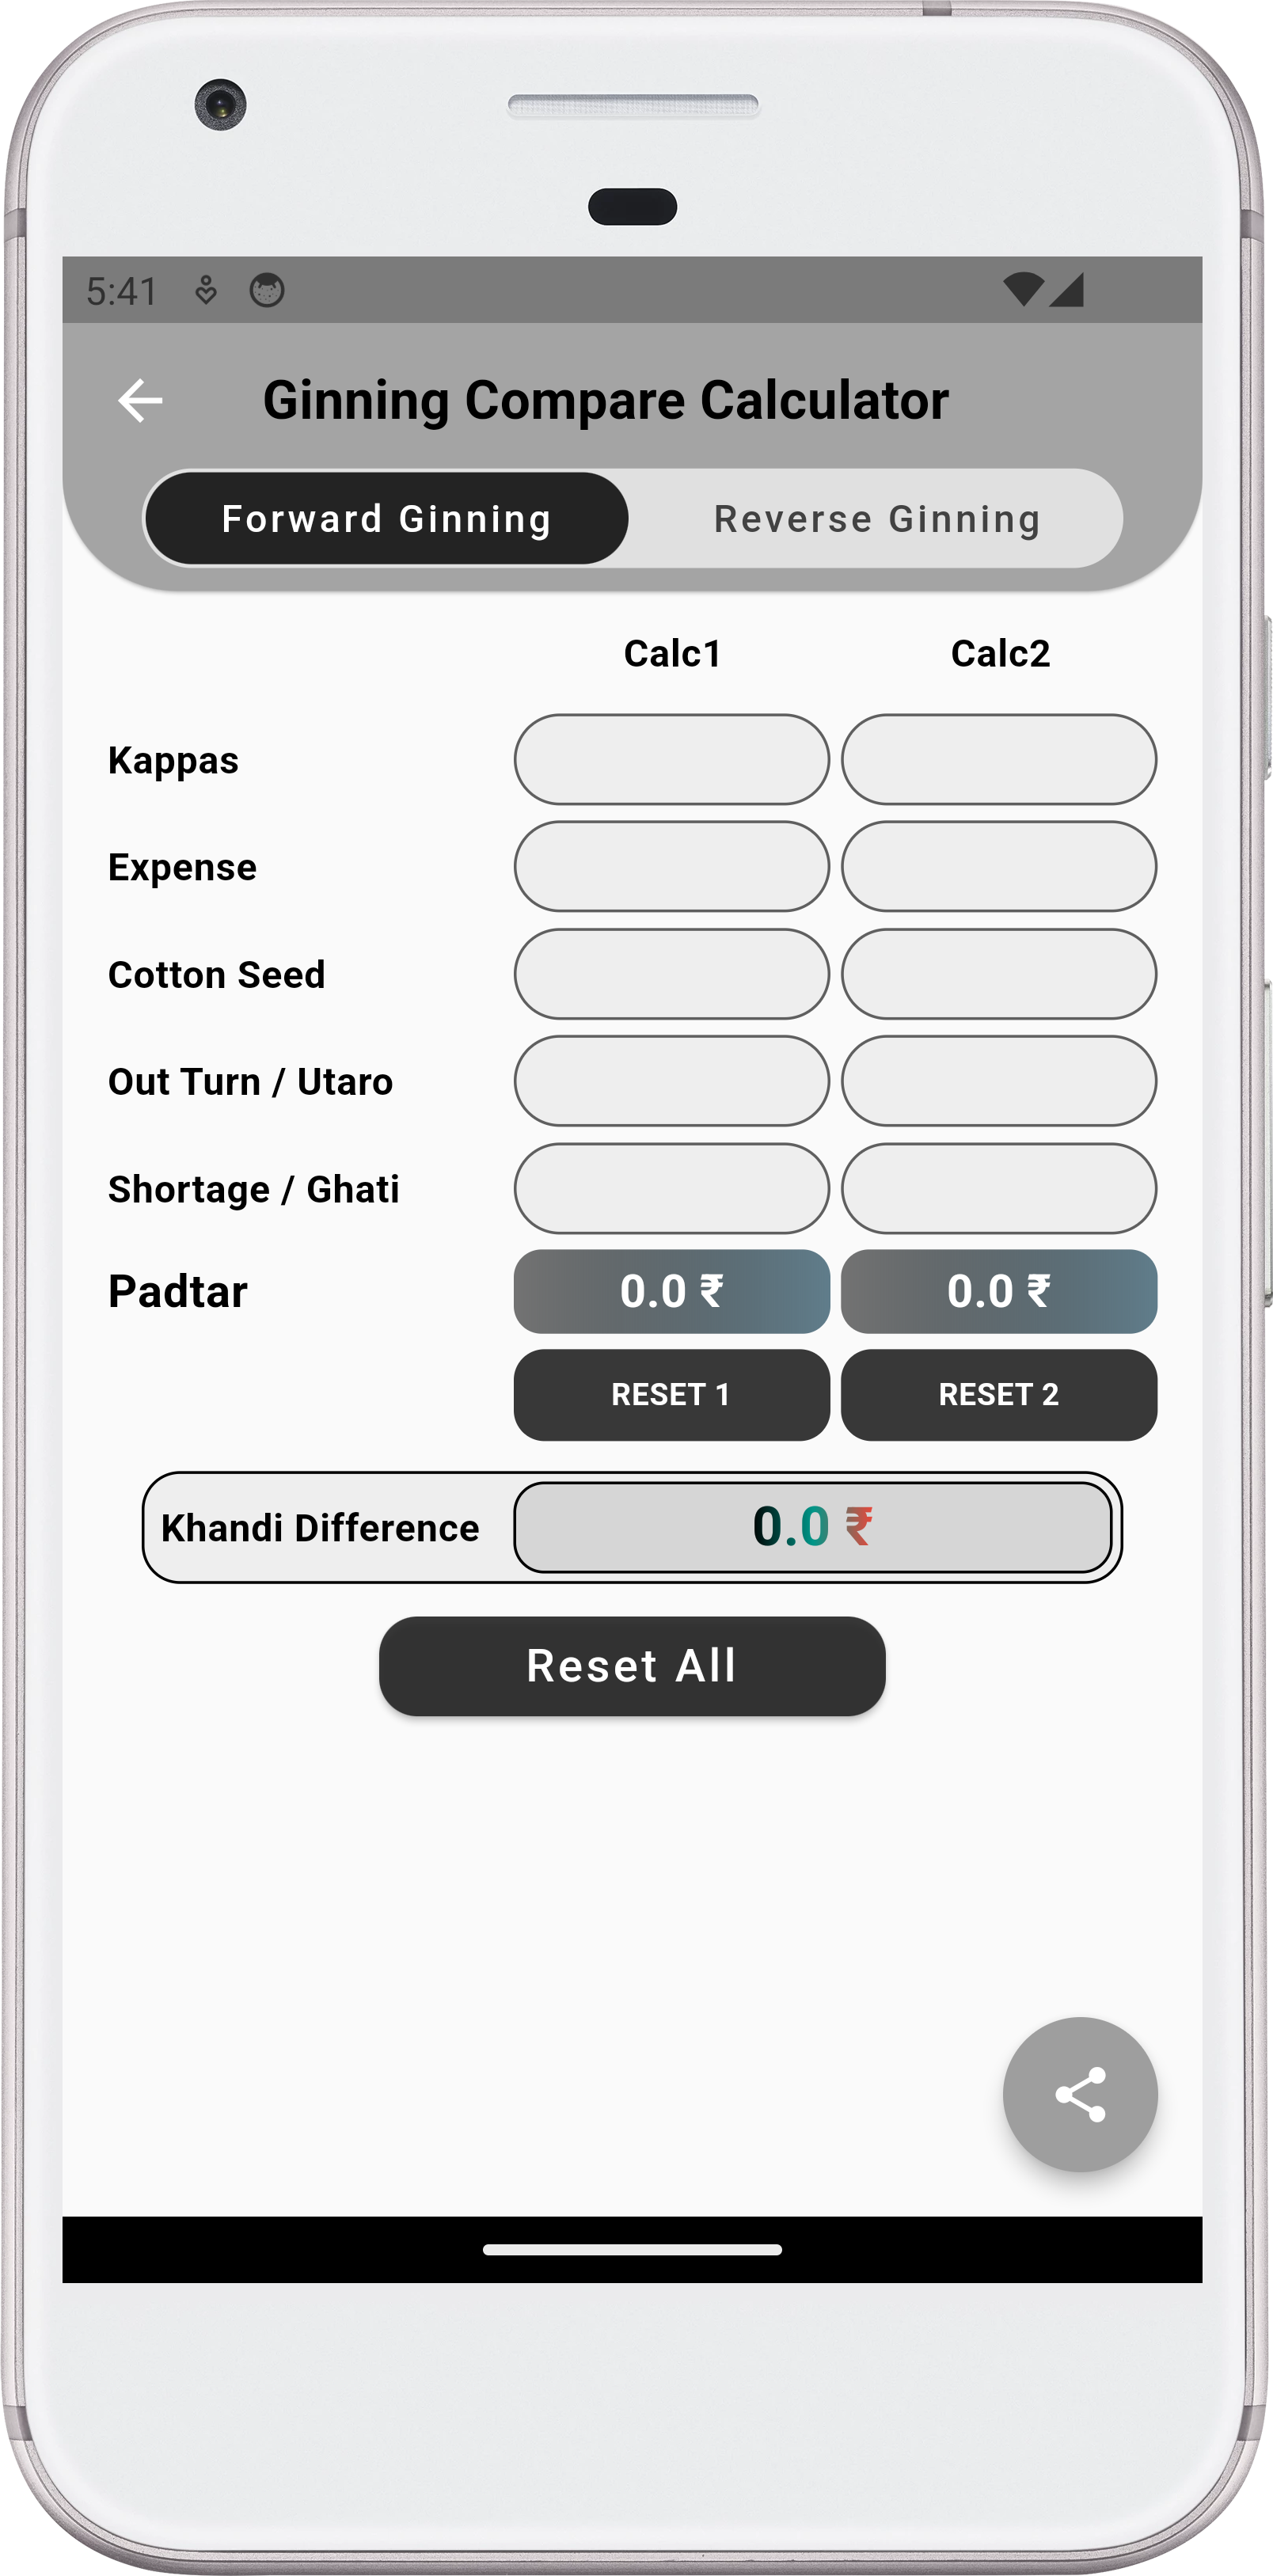 5:41
Ginning Compare Calculator
Forward Ginning Reverse Ginning
Calc1 Calc2
Kappas
Expense
Cotton Seed
Out Turn / Utaro
Shortage / Ghati
Padtar 0.0 ₹ 0.0 ₹
RESET 1 RESET 2
Khandi Difference 0.0 ₹
Reset All